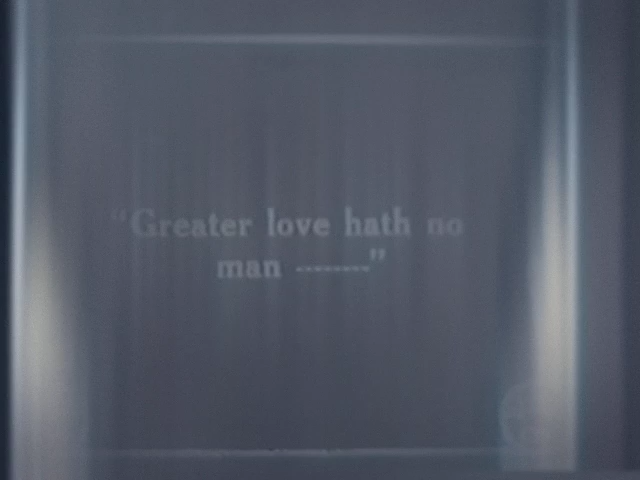 "Greater love hath no
man --------"